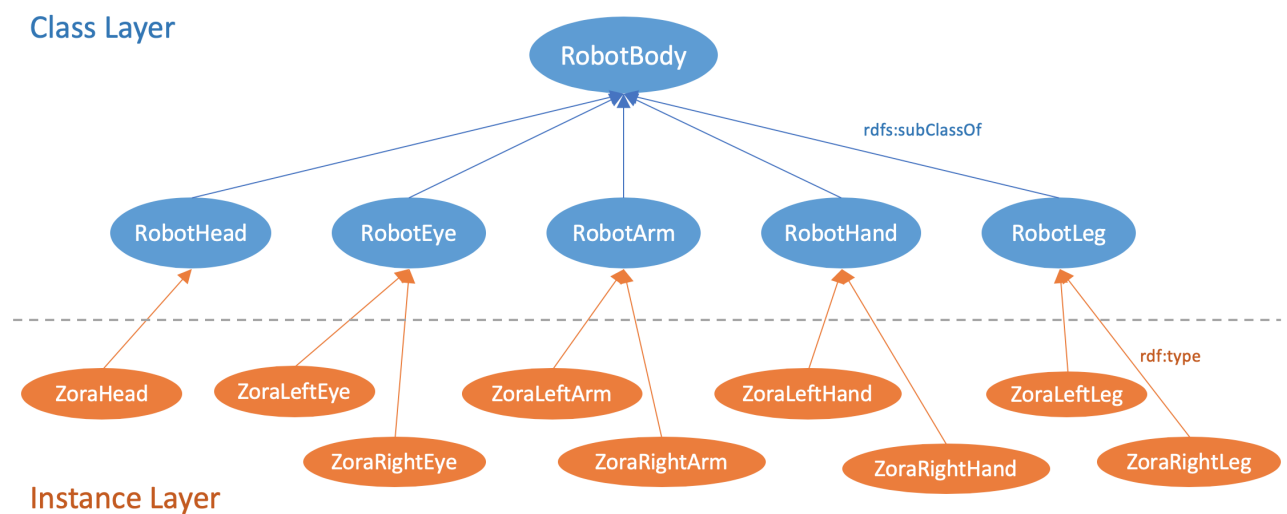 Class Layer
RobotBody
rdfs:subClassOf
RobotHead
RobotEye
RobotArm
RobotHand
RobotLeg
rdf:type
ZoraHead
ZoraLeftEye
ZoraLeftArm
ZoraLeftHand
ZoraLeftLeg
ZoraRightEye
ZoraRightArm
ZoraRightHand
ZoraRightLeg
Instance Layer